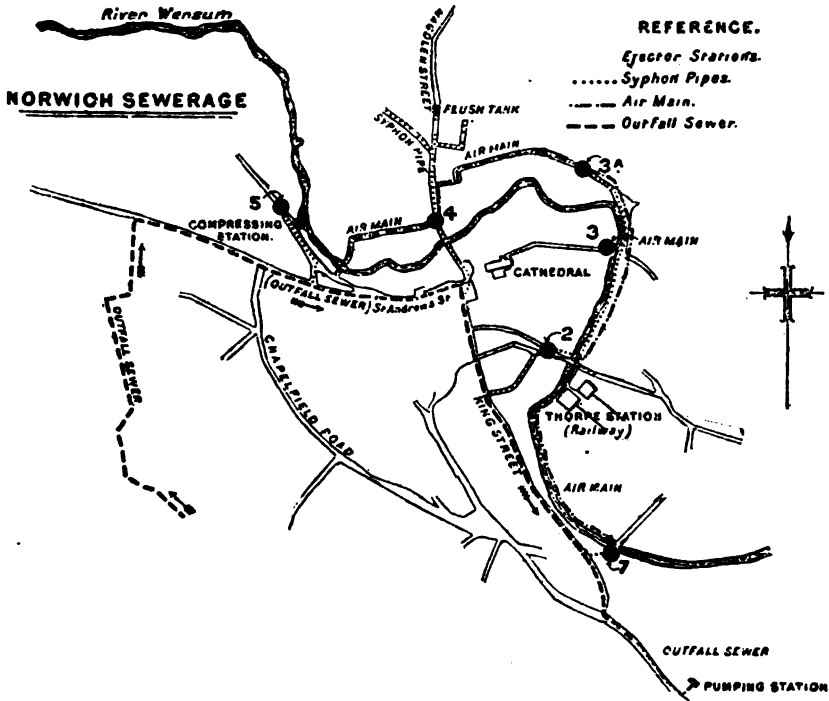 River Wensum
NORWICH SEWERAGE
REFERENCE.
Ejector Stations.
Syphon Pipes.
Air Main.
Outfall Sewer.
MAGDLEN STREET
FLUSH TANK
SYPHON PIPE
AIR MAIN
3A
5
COMPRESSING
STATION.
AIR MAIN
4
3
AIR MAIN
CATHEDRAL
(OUTFALL SEWER) St Andrews St
OUTFALL SEWER
CHAPELFIELD ROAD
2
KING STREET
THORPE STATION
(Railway)
AIR MAIN
7
OUTFALL SEWER
PUMPING STATION